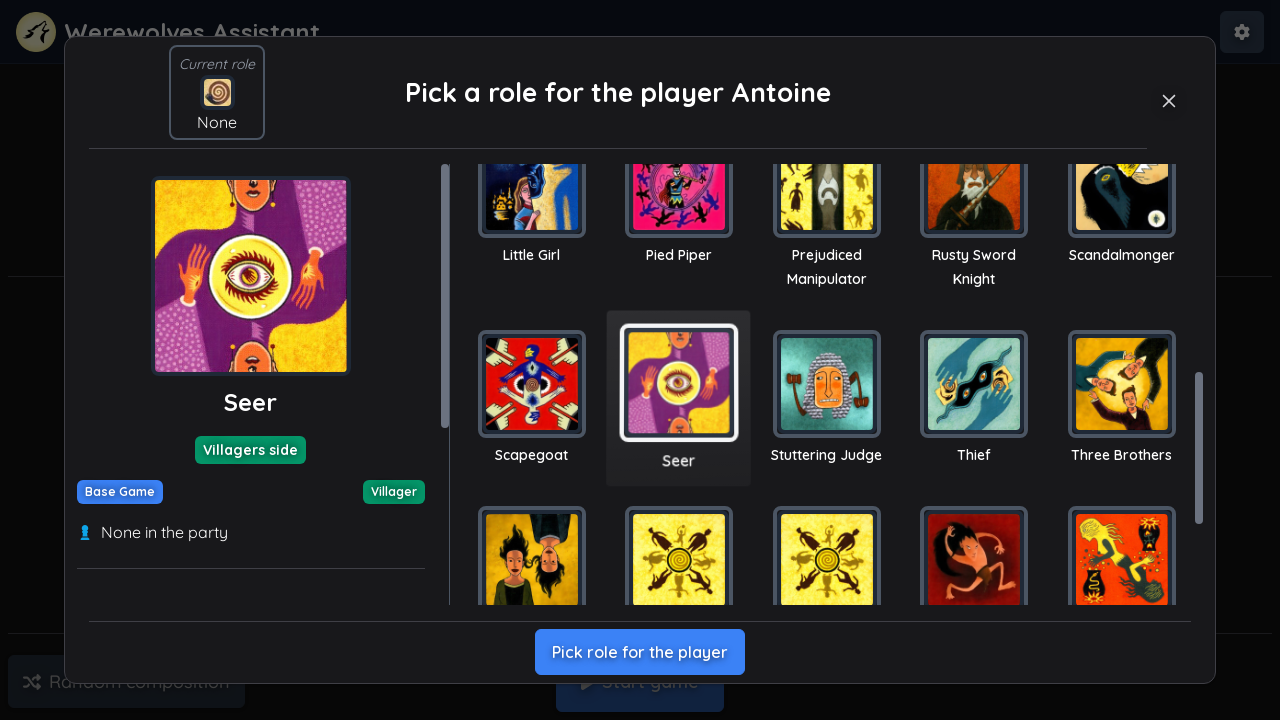 Werewolves Assistant
Current role
None
Pick a role for the player Antoine
Seer
Villagers side
Base Game
Villager
None in the party
Little Girl
Pied Piper
Prejudiced
Manipulator
Rusty Sword
Knight
Scandalmonger
Scapegoat
Seer
Stuttering Judge
Thief
Three Brothers
Pick role for the player
Random composition
Start game